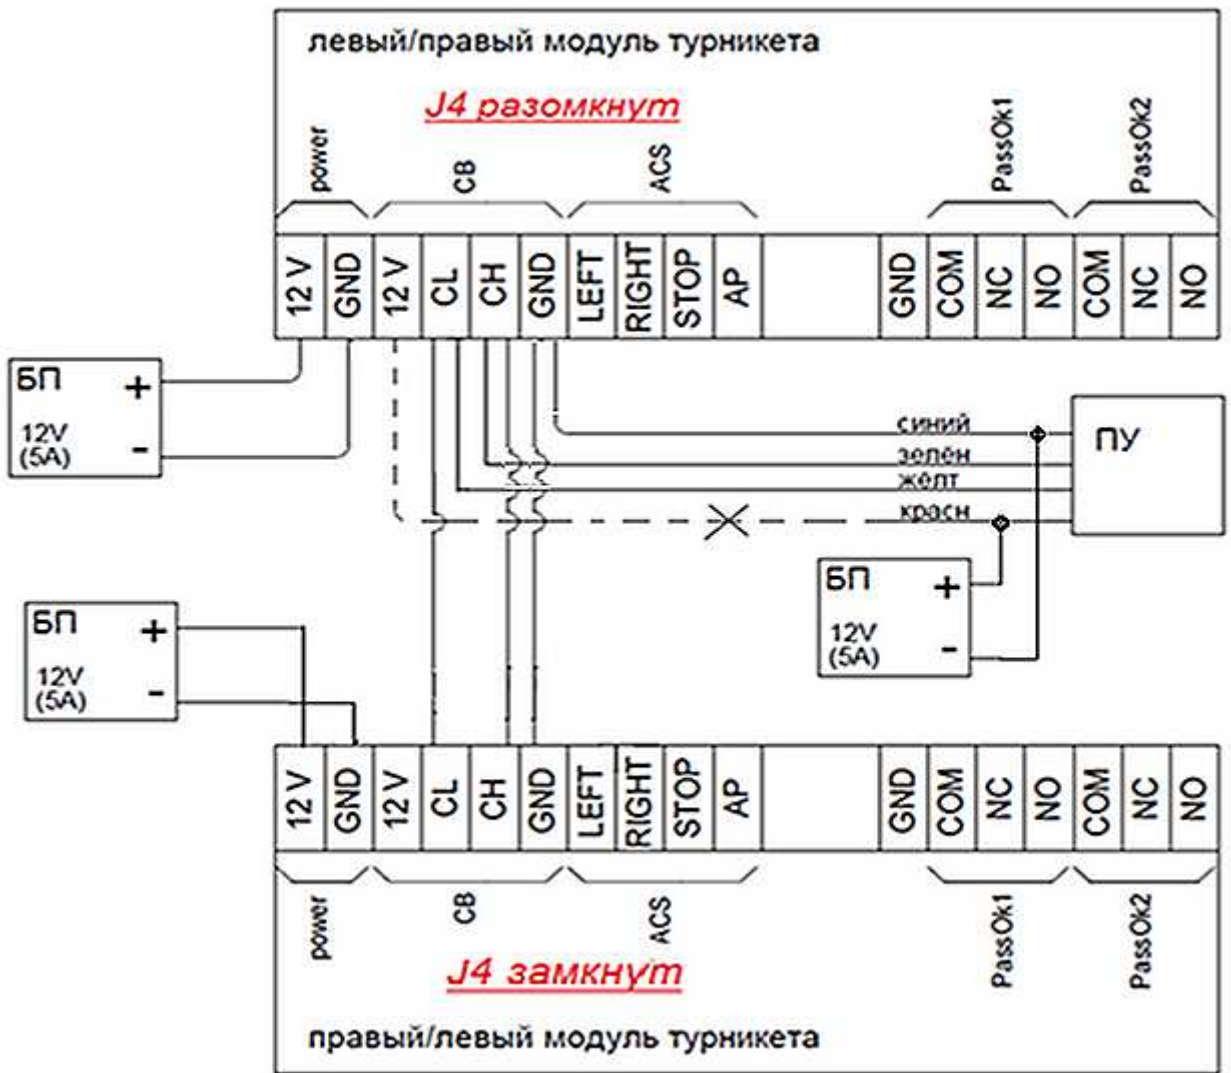 левый/правый модуль турникета
J4 разомкнут
power
CB
ACS
PassOk1
PassOk2
12 V
GND
12 V
CL
CH
GND
LEFT
RIGHT
STOP
AP
GND
COM
NC
NO
COM
NC
NO
БП
+
12V
(5A)
-
синий
зелён
жёлт
красн
ПУ
БП
+
12V
(5A)
-
БП
+
12V
(5A)
-
12 V
GND
12 V
CL
CH
GND
LEFT
RIGHT
STOP
AP
GND
COM
NC
NO
COM
NC
NO
power
CB
ACS
PassOk1
PassOk2
J4 замкнут
правый/левый модуль турникета